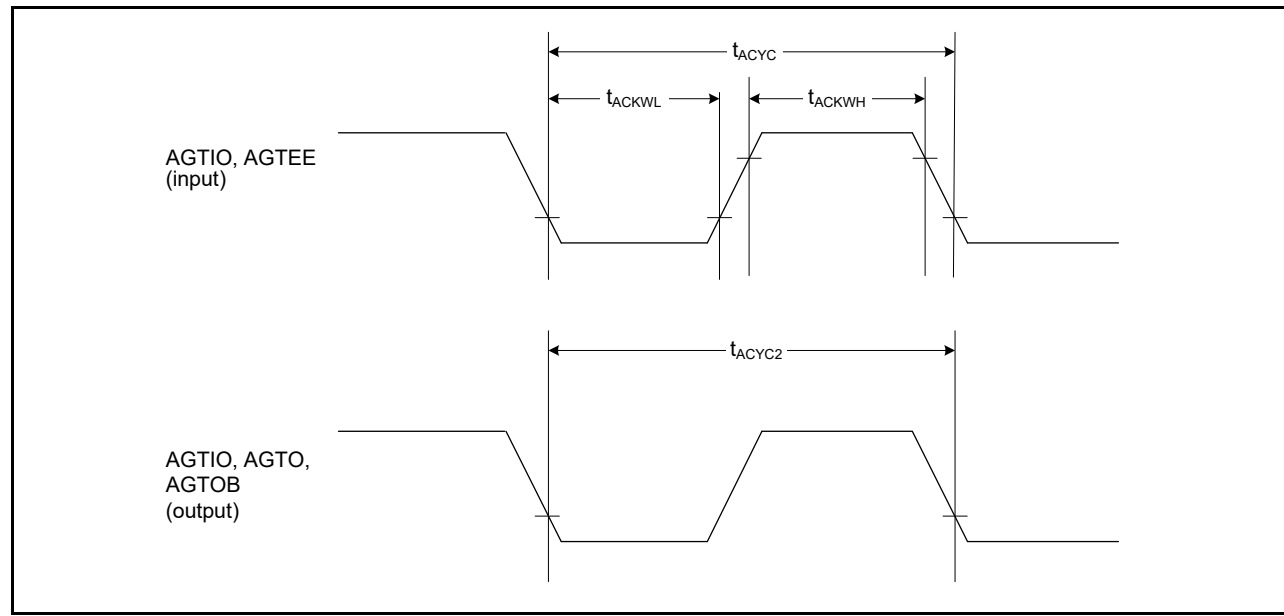 tACYC
tACKWL
tACKWH
AGTIO, AGTEE
(input)
tACYC2
AGTIO, AGTO,
AGTOB
(output)